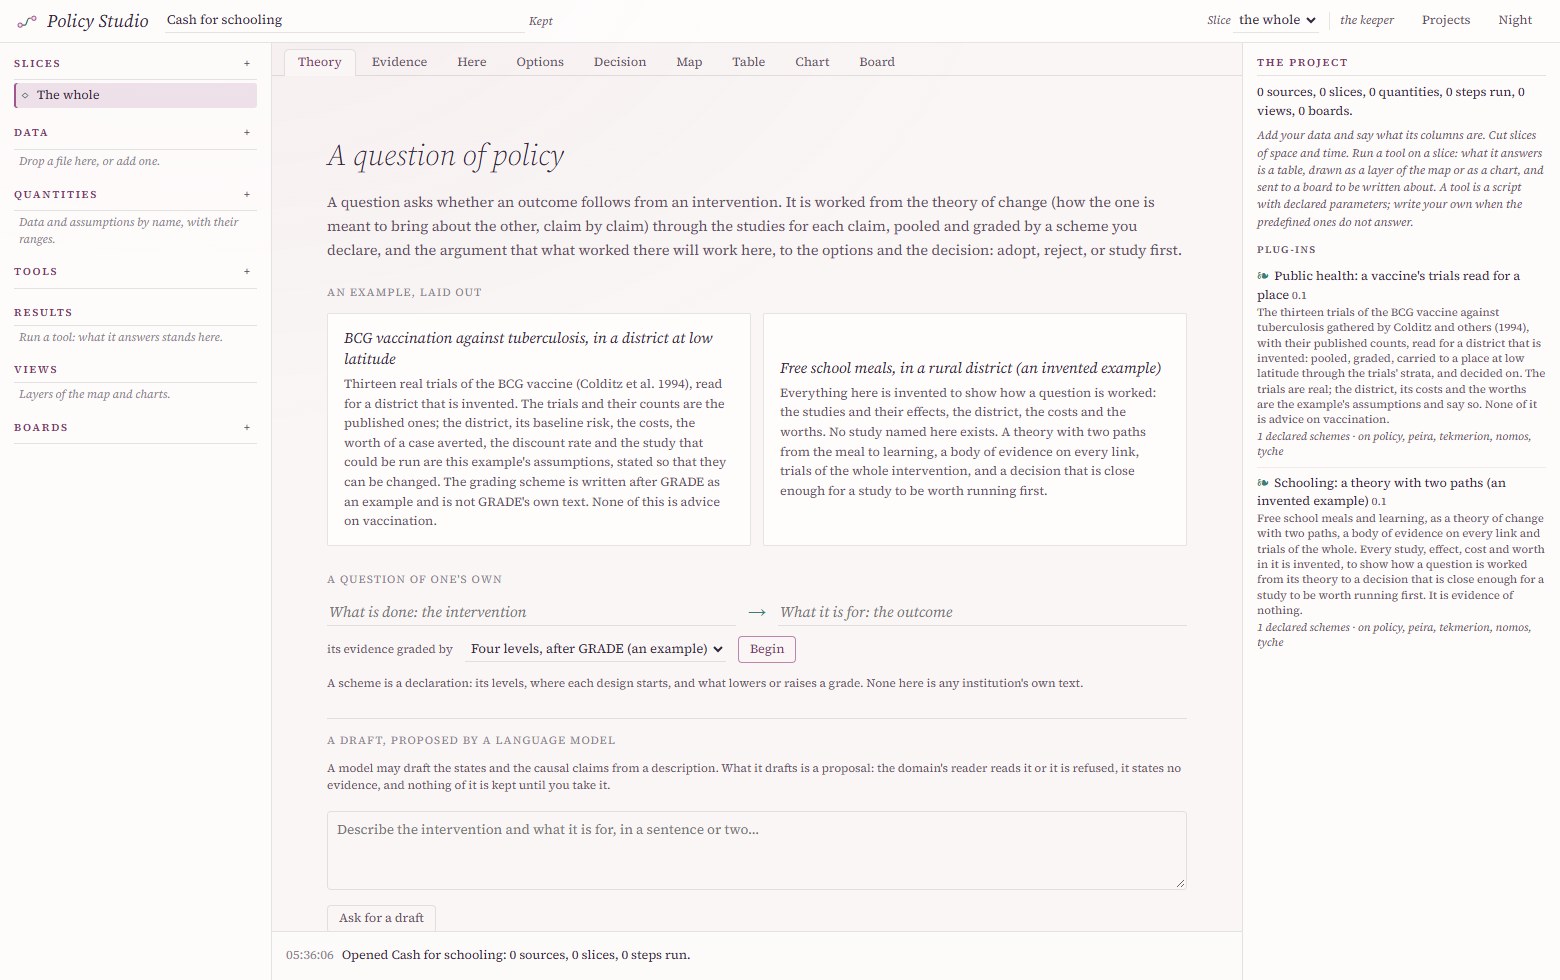 Policy Studio
Cash for schooling
Kept
Slice the whole
the keeper
Projects
Night
SLICES +
The whole
DATA +
Drop a file here, or add one.
QUANTITIES +
Data and assumptions by name, with their
ranges.
TOOLS +
RESULTS
Run a tool: what it answers stands here.
VIEWS
Layers of the map and charts.
BOARDS +
Theory Evidence Here Options Decision Map Table Chart Board
A question of policy
A question asks whether an outcome follows from an intervention. It is worked from the theory of change (how the one is
meant to bring about the other, claim by claim) through the studies for each claim, pooled and graded by a scheme you
declare, and the argument that what worked there will work here, to the options and the decision: adopt, reject, or study first.
AN EXAMPLE, LAID OUT
BCG vaccination against tuberculosis, in a district at low
latitude
Thirteen real trials of the BCG vaccine (Colditz et al. 1994), read
for a district that is invented. The trials and their counts are the
published ones; the district, its baseline risk, the costs, the
worth of a case averted, the discount rate and the study that
could be run are this example's assumptions, stated so that they
can be changed. The grading scheme is written after GRADE as
an example and is not GRADE's own text. None of this is advice
on vaccination.
Free school meals, in a rural district (an invented example)
Everything here is invented to show how a question is worked:
the studies and their effects, the district, the costs and the
worths. No study named here exists. A theory with two paths
from the meal to learning, a body of evidence on every link,
trials of the whole intervention, and a decision that is close
enough for a study to be worth running first.
A QUESTION OF ONE'S OWN
What is done: the intervention → What it is for: the outcome
its evidence graded by Four levels, after GRADE (an example) Begin
A scheme is a declaration: its levels, where each design starts, and what lowers or raises a grade. None here is any institution's own text.
A DRAFT, PROPOSED BY A LANGUAGE MODEL
A model may draft the states and the causal claims from a description. What it drafts is a proposal: the domain's reader reads it or it is refused, it states no
evidence, and nothing of it is kept until you take it.
Describe the intervention and what it is for, in a sentence or two...
Ask for a draft
05:36:06 Opened Cash for schooling: 0 sources, 0 slices, 0 steps run.
THE PROJECT
0 sources, 0 slices, 0 quantities, 0 steps run, 0
views, 0 boards.
Add your data and say what its columns are. Cut slices
of space and time. Run a tool on a slice: what it answers
is a table, drawn as a layer of the map or as a chart, and
sent to a board to be written about. A tool is a script
with declared parameters; write your own when the
predefined ones do not answer.
PLUG-INS
Public health: a vaccine's trials read for a
place 0.1
The thirteen trials of the BCG vaccine against
tuberculosis gathered by Colditz and others (1994),
with their published counts, read for a district that is
invented: pooled, graded, carried to a place at low
latitude through the trials' strata, and decided on. The
trials are real; the district, its costs and the worths
are the example's assumptions and say so. None of it
is advice on vaccination.
1 declared schemes · on policy, peira, tekmerion, nomos,
tyche
Schooling: a theory with two paths (an
invented example) 0.1
Free school meals and learning, as a theory of change
with two paths, a body of evidence on every link and
trials of the whole. Every study, effect, cost and worth
in it is invented, to show how a question is worked
from its theory to a decision that is close enough for a
study to be worth running first. It is evidence of
nothing.
1 declared schemes · on policy, peira, tekmerion, nomos,
tyche